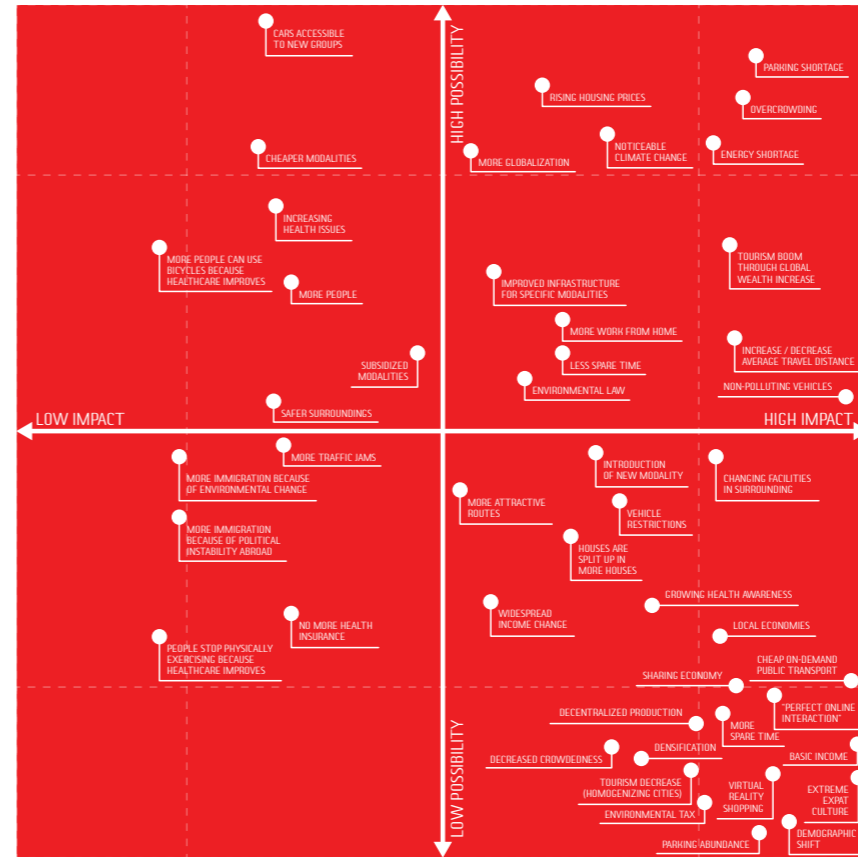 CARS ACCESSIBLE
TO NEW GROUPS
HIGH POSSIBILITY
PARKING SHORTAGE
RISING HOUSING PRICES
OVERCROWDING
CHEAPER MODALITIES
MORE GLOBALIZATION
NOTICEABLE
CLIMATE CHANGE
ENERGY SHORTAGE
INCREASING
HEALTH ISSUES
MORE PEOPLE CAN USE
BICYCLES BECAUSE
HEALTHCARE IMPROVES
MORE PEOPLE
IMPROVED INFRASTRUCTURE
FOR SPECIFIC MODALITIES
TOURISM BOOM
THROUGH GLOBAL
WEALTH INCREASE
MORE WORK FROM HOME
SUBSIDIZED
MODALITIES
LESS SPARE TIME
INCREASE / DECREASE
AVERAGE TRAVEL DISTANCE
ENVIRONMENTAL LAW
NON-POLLUTING VEHICLES
SAFER SURROUNDINGS
LOW IMPACT
HIGH IMPACT
MORE TRAFFIC JAMS
MORE IMMIGRATION BECAUSE
OF ENVIRONMENTAL CHANGE
INTRODUCTION
OF NEW MODALITY
CHANGING FACILITIES
IN SURROUNDING
MORE ATTRACTIVE
ROUTES
VEHICLE
RESTRICTIONS
MORE IMMIGRATION
BECAUSE OF POLITICAL
INSTABILITY ABROAD
HOUSES ARE
SPLIT UP IN
MORE HOUSES
GROWING HEALTH AWARENESS
WIDESPREAD
INCOME CHANGE
NO MORE HEALTH
INSURANCE
LOCAL ECONOMIES
PEOPLE STOP PHYSICALLY
EXERCISING BECAUSE
HEALTHCARE IMPROVES
CHEAP ON-DEMAND
PUBLIC TRANSPORT
SHARING ECONOMY
DECENTRALIZED PRODUCTION
"PERFECT ONLINE
INTERACTION"
MORE
SPARE TIME
DECREASED CROWDEDNESS
DENSIFICATION
BASIC INCOME
TOURISM DECREASE
(HOMOGENIZING CITIES)
VIRTUAL
REALITY
SHOPPING
EXTREME
EXPAT
CULTURE
ENVIRONMENTAL TAX
PARKING ABUNDANCE
DEMOGRAPHIC
SHIFT
LOW POSSIBILITY